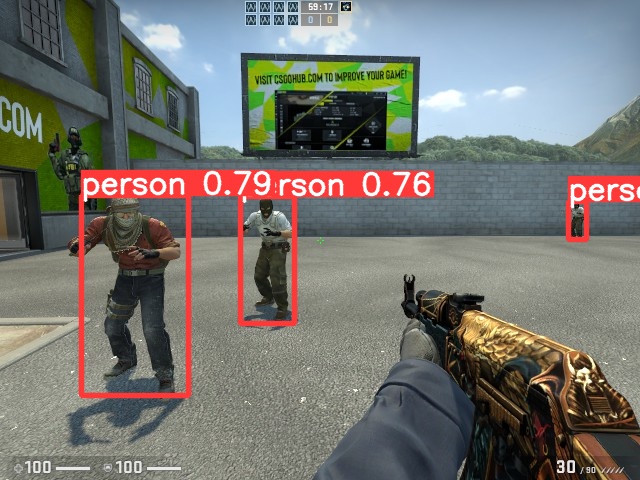 59:17
0 0
VISIT CSGOHUB.COM TO IMPROVE YOUR GAME!
COM
person 0.79
rson 0.76
perso
100
100
30 / 90